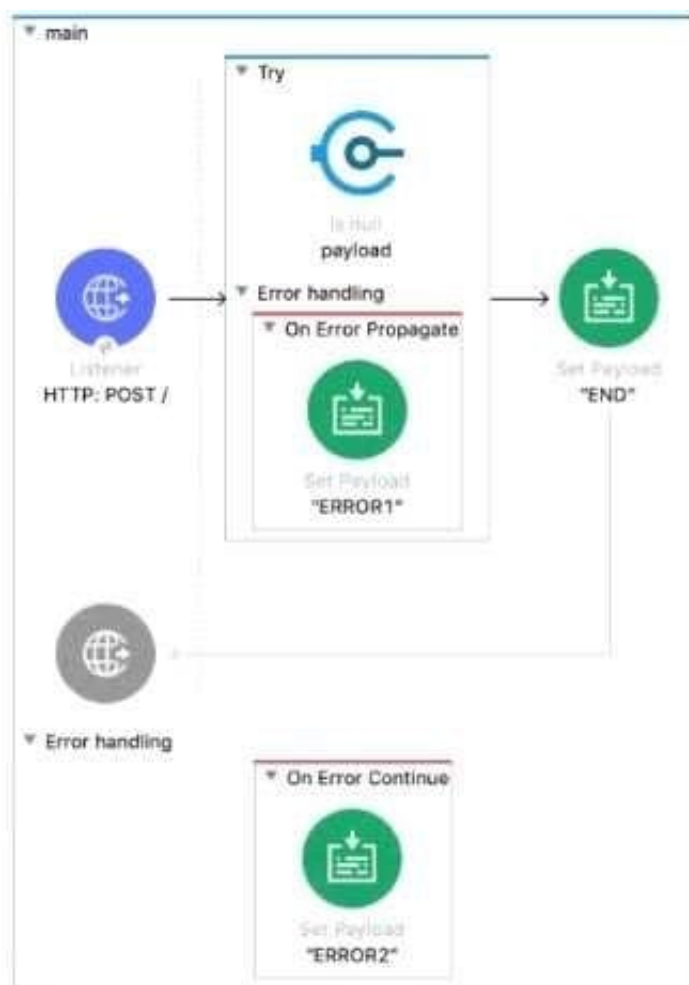 main
Try
Is null
payload
Error handling
On Error Propagate
Listener
HTTP: POST /
Set Payload
"ERROR1"
Set Payload
"END"
Error handling
On Error Continue
Set Payload
"ERROR2"